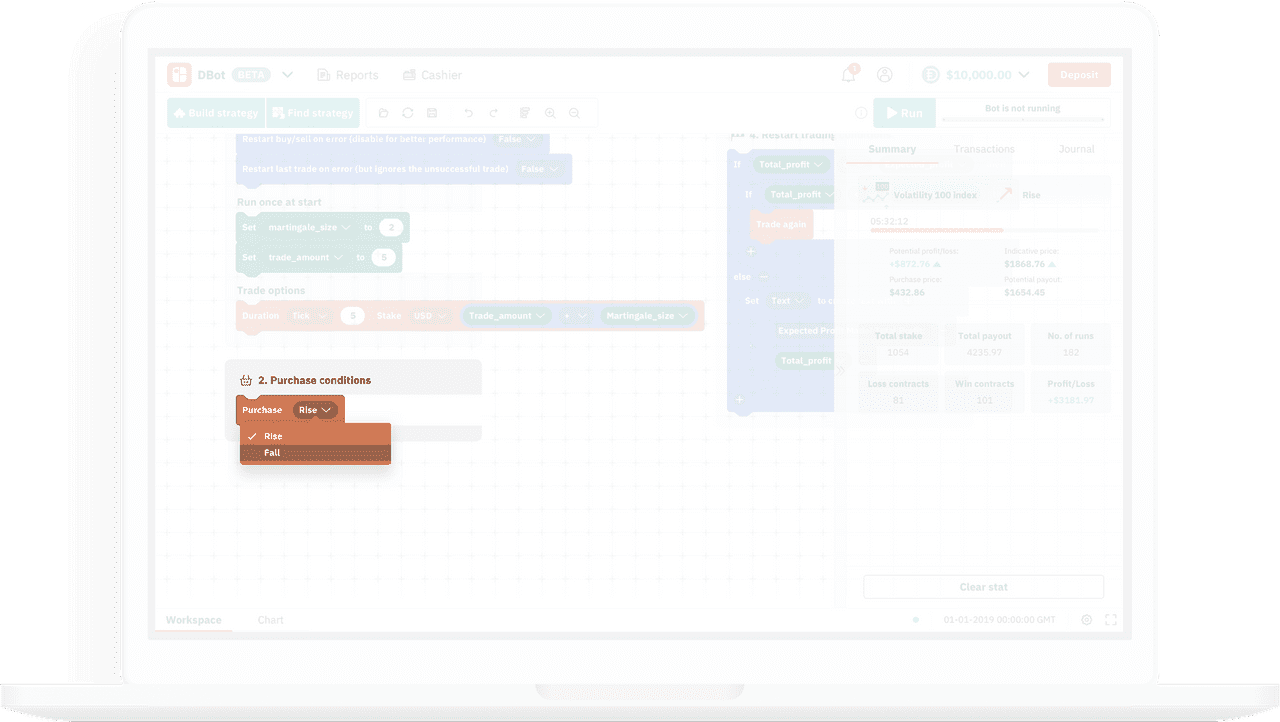 DBot BETA Reports Cashier 1 $10,000.00 Deposit
Build strategy Find strategy Run Bot is not running
Restart buy/sell on error (disable for better performance) False
Restart last trade on error (but ignores the unsuccessful trade) False
Run once at start
Set martingale_size to 2
Set trade_amount to 5
Trade options
Duration Tick 5 Stake USD Trade_amount Martingale_size
2. Purchase conditions
Purchase Rise
Rise
Fall
4. Restart trading
If Total_profit
If Total_profit
Trade again
+
else −
Set Text to
Expected
Total_profit
+
Summary Transactions Journal
Volatility 100 Index Rise
05:32:12
Potential profit/loss: Indicative price:
+$872.76 $1868.76
Purchase price: Potential payout:
$432.86 $1654.45
Total stake Total payout No. of runs
1054 4235.97 182
Loss contracts Win contracts Profit/Loss
81 101 +$3181.97
Clear stat
Workspace Chart 01-01-2019 00:00:00 GMT